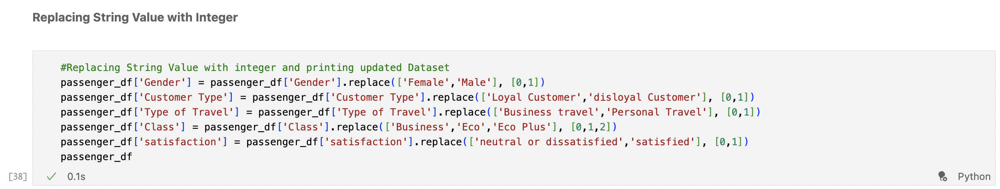 Replacing String Value with Integer
#Replacing String Value with integer and printing updated Dataset
passenger_df['Gender'] = passenger_df['Gender'].replace(['Female','Male'], [0,1])
passenger_df['Customer Type'] = passenger_df['Customer Type'].replace(['Loyal Customer','disloyal Customer'], [0,1])
passenger_df['Type of Travel'] = passenger_df['Type of Travel'].replace(['Business travel','Personal Travel'], [0,1])
passenger_df['Class'] = passenger_df['Class'].replace(['Business','Eco','Eco Plus'], [0,1,2])
passenger_df['satisfaction'] = passenger_df['satisfaction'].replace(['neutral or dissatisfied','satisfied'], [0,1])
passenger_df
[38] 0.1s Python